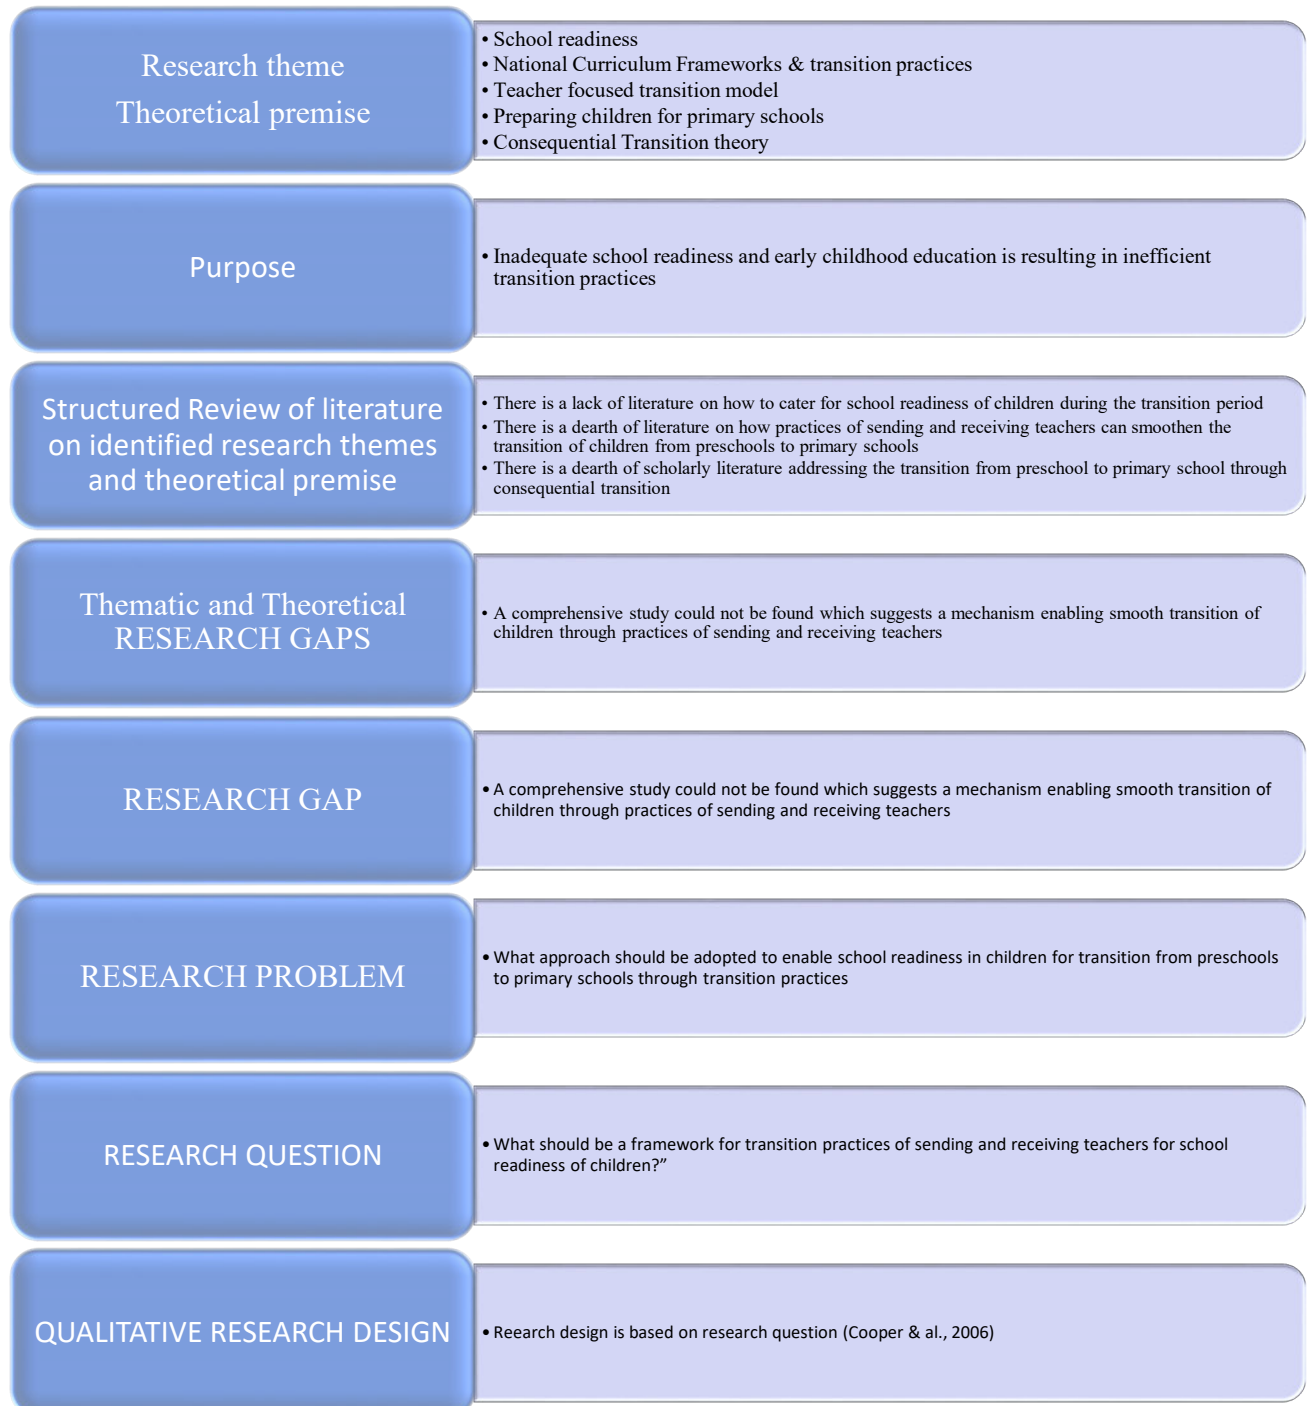 Research theme
Theoretical premise
• School readiness
• National Curriculum Frameworks & transition practices
• Teacher focused transition model
• Preparing children for primary schools
• Consequential Transition theory
Purpose
• Inadequate school readiness and early childhood education is resulting in inefficient
transition practices
Structured Review of literature
on identified research themes
and theoretical premise
• There is a lack of literature on how to cater for school readiness of children during the transition period
• There is a dearth of literature on how practices of sending and receiving teachers can smoothen the
transition of children from preschools to primary schools
• There is a dearth of scholarly literature addressing the transition from preschool to primary school through
consequential transition
Thematic and Theoretical
RESEARCH GAPS
• A comprehensive study could not be found which suggests a mechanism enabling smooth transition of
children through practices of sending and receiving teachers
RESEARCH GAP
• A comprehensive study could not be found which suggests a mechanism enabling smooth transition of
children through practices of sending and receiving teachers
RESEARCH PROBLEM
• What approach should be adopted to enable school readiness in children for transition from preschools
to primary schools through transition practices
RESEARCH QUESTION
• What should be a framework for transition practices of sending and receiving teachers for school
readiness of children?”
QUALITATIVE RESEARCH DESIGN
• Reearch design is based on research question (Cooper & al., 2006)